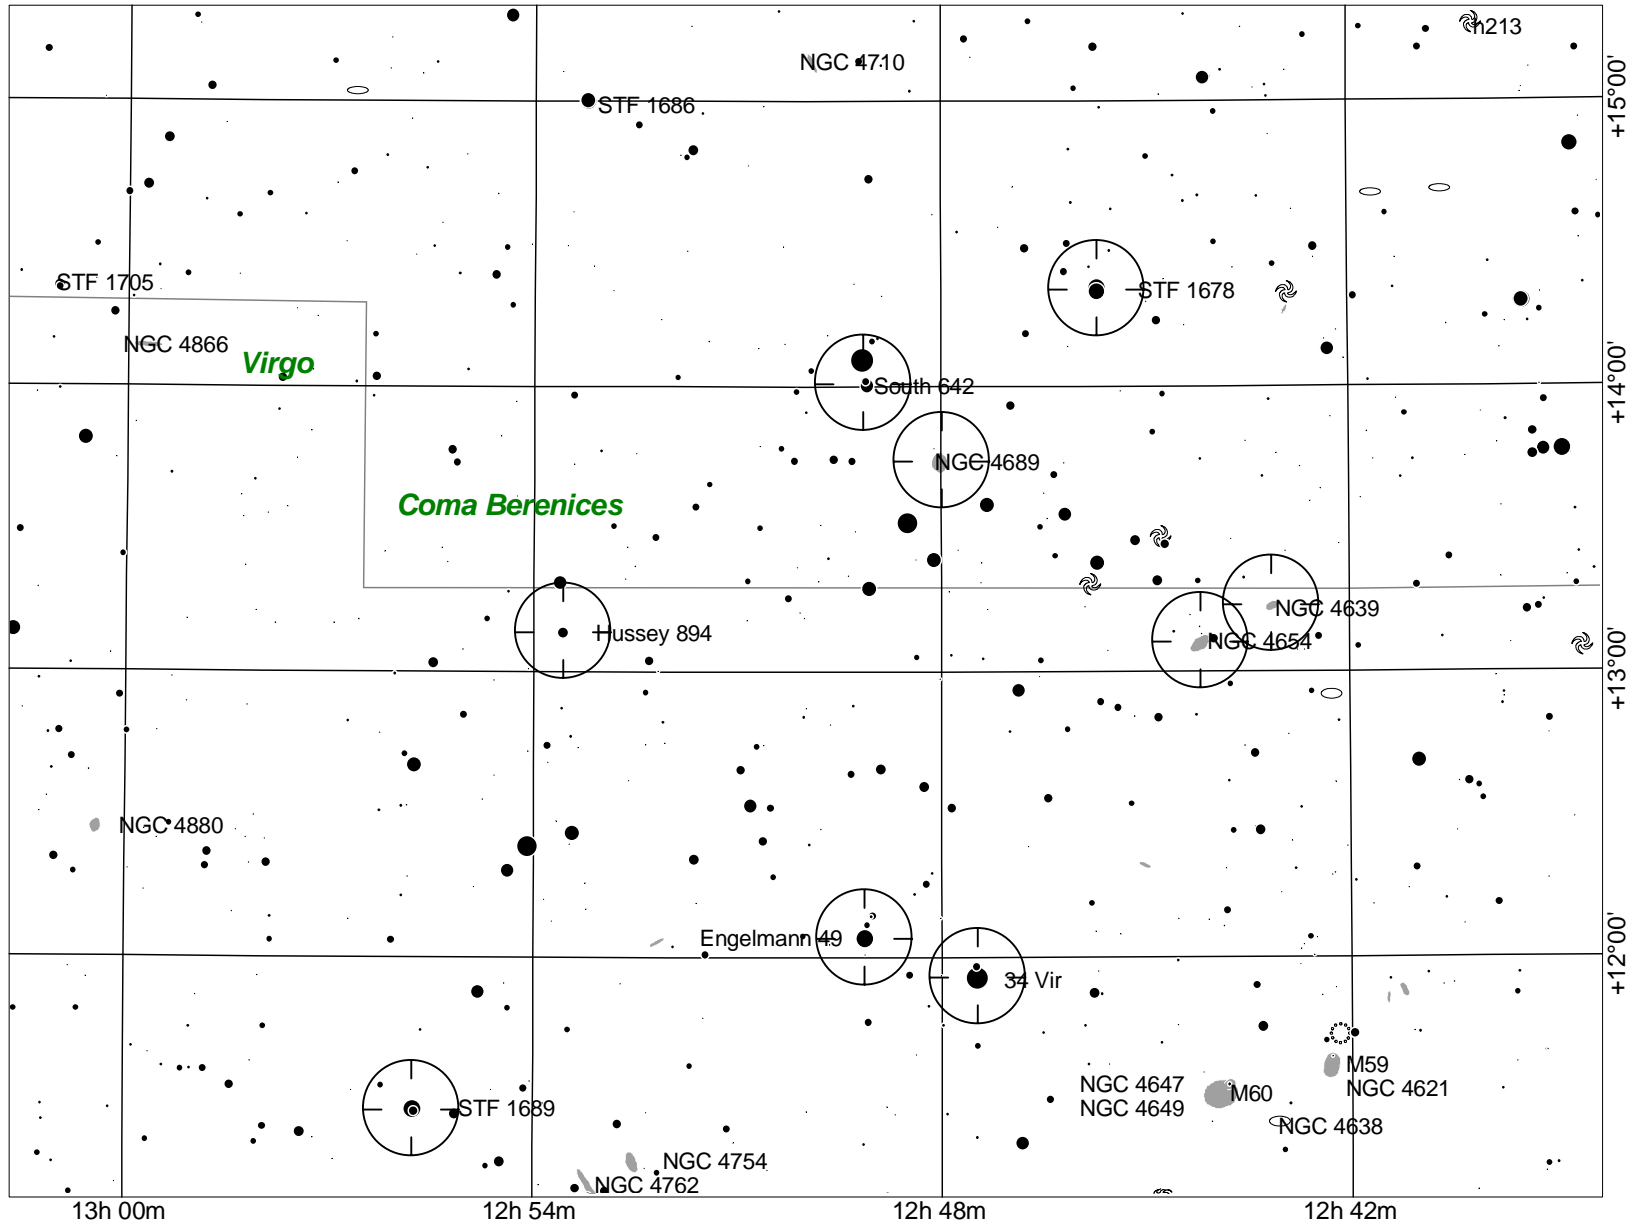 h213
NGC 4710
+15°00'
STF 1686
STF 1705
STF 1678
NGC 4866
Virgo
South 642
+14°00'
NGC 4689
Coma Berenices
NGC 4639
Hussey 894
NGC 4654
+13°00'
NGC 4880
Engelmann 49
+12°00'
34 Vir
M59
NGC 4647
NGC 4621
M60
STF 1689
NGC 4649
NGC 4638
NGC 4754
NGC 4762
13h 00m
12h 54m
12h 48m
12h 42m